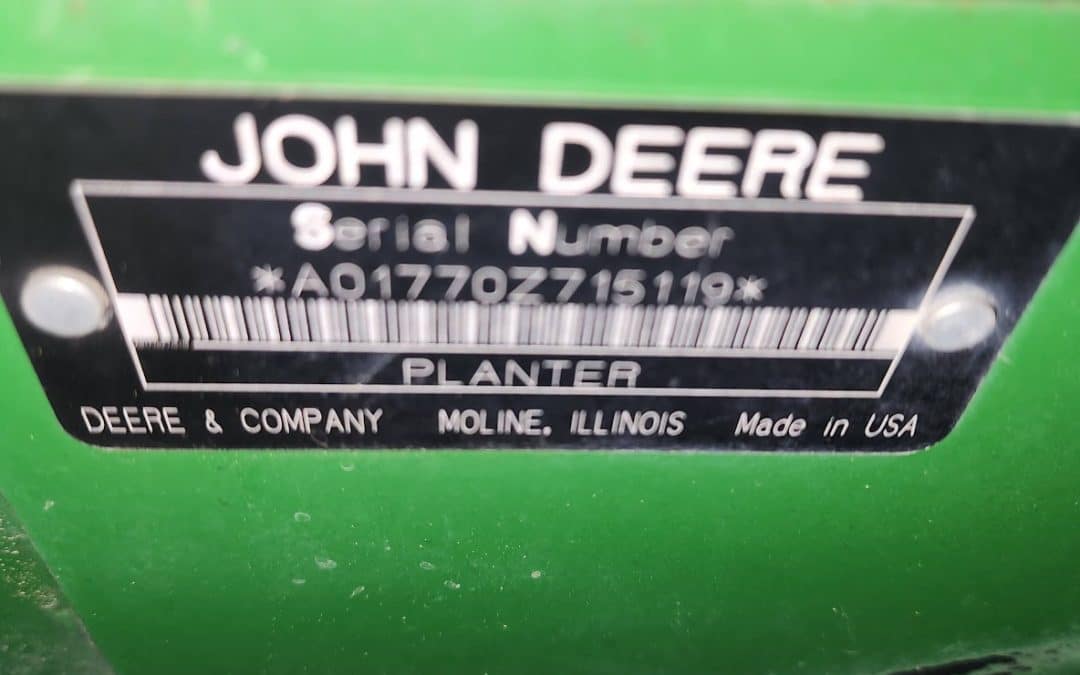 JOHN DEERE
Serial Number
*A01770Z715119*
PLANTER
DEERE & COMPANY MOLINE, ILLINOIS Made in USA